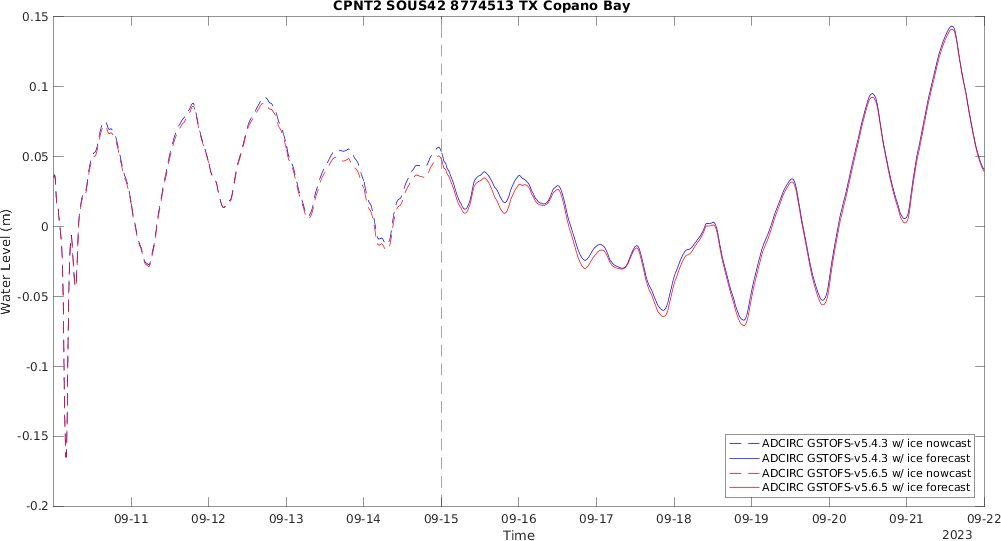 CPNT2 SOUS42 8774513 TX Copano Bay
0.15
0.1
0.05
0
-0.05
-0.1
-0.15
-0.2
Water Level (m)
ADCIRC GSTOFS-v5.4.3 w/ ice nowcast
ADCIRC GSTOFS-v5.4.3 w/ ice forecast
ADCIRC GSTOFS-v5.6.5 w/ ice nowcast
ADCIRC GSTOFS-v5.6.5 w/ ice forecast
09-11 09-12 09-13 09-14 09-15 09-16 09-17 09-18 09-19 09-20 09-21 09-22
Time 2023